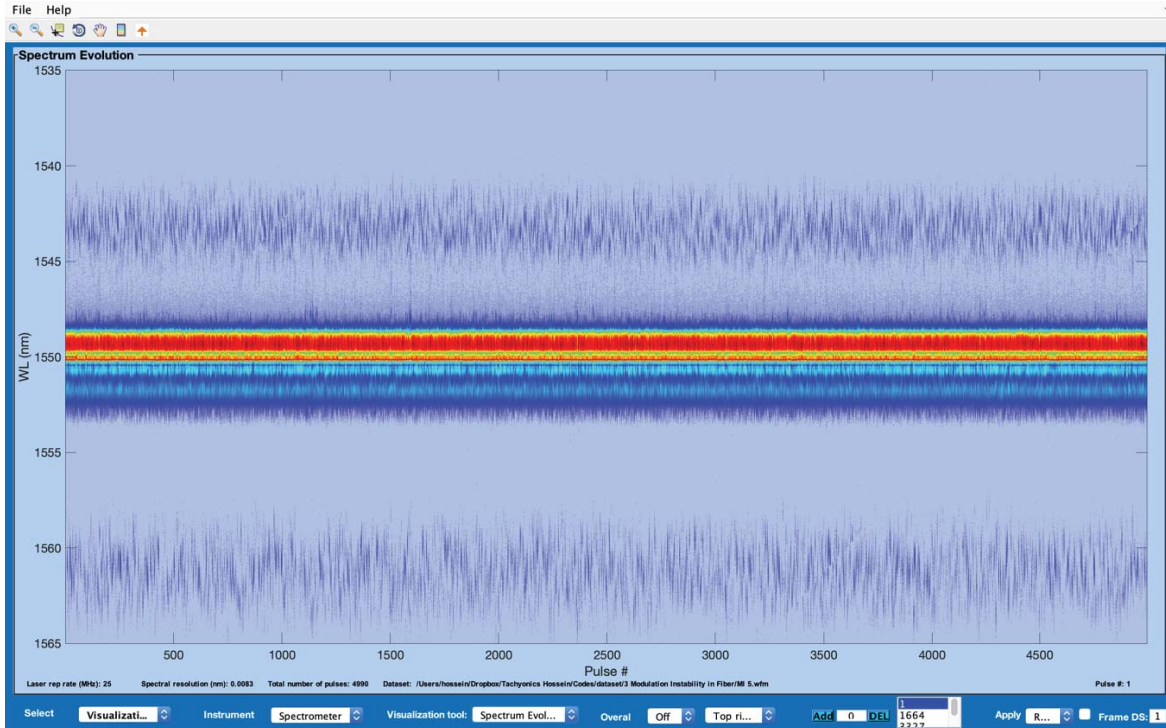 File Help
Spectrum Evolution
1535
1540
1545
1550
1555
1560
1565
WL (nm)
500 1000 1500 2000 2500 3000 3500 4000 4500
Pulse #
Laser rep rate (MHz): 25 Spectral resolution (nm): 0.0083 Total number of pulses: 4990 Dataset: /Users/hossein/Dropbox/Tachyonics Hossein/Codes/dataset/3 Modulation Instability in Fiber/MI 5.wfm Pulse #: 1
Select Visualizati... Instrument Spectrometer Visualization tool: Spectrum Evol... Overal Off Top ri... Add 0 DEL 1 Apply R... Frame DS: 1
1664
3327